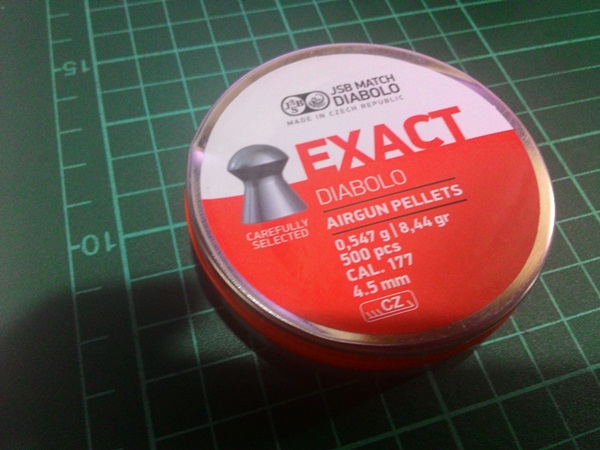 15
JSB
JSB MATCH
DIABOLO
MADE IN CZECH REPUBLIC
EXACT
DIABOLO
AIRGUN PELLETS
CAREFULLY
SELECTED
0,547 g | 8,44 gr
500 pcs
CAL. 177
4.5 mm
CZ
10